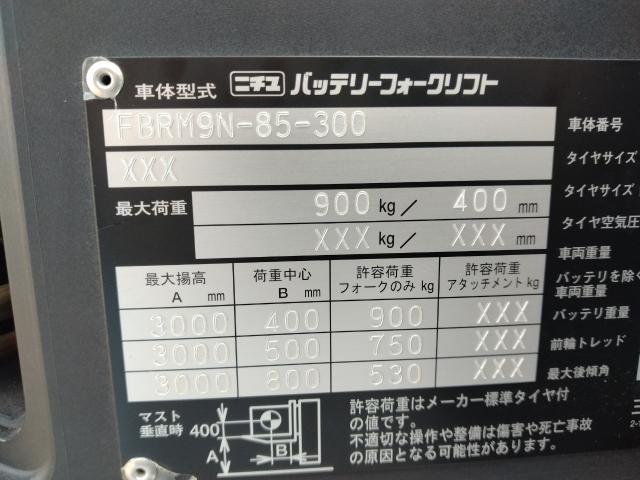 車体型式 ニチユ バッテリーフォークリフト
FBRM9N-85-300
XXX
最大荷重 900 kg／ 400 mm
XXX kg／ XXX mm
最大揚高 A mm 荷重中心 B mm 許容荷重 フォークのみ kg 許容荷重 アタッチメント kg
3000 400 900 XXX
3000 500 750 XXX
3000 800 530 XXX
マスト
垂直時 400
A
B
許容荷重はメーカー標準タイヤ付
の値です。
不適切な操作や整備は傷害や死亡事故
の原因となる可能性があります。
車体番号
タイヤサイズ
タイヤサイズ
タイヤ空気圧
車両重量
バッテリを除く
車両重量
バッテリ重量
前輪トレッド
最大後傾角